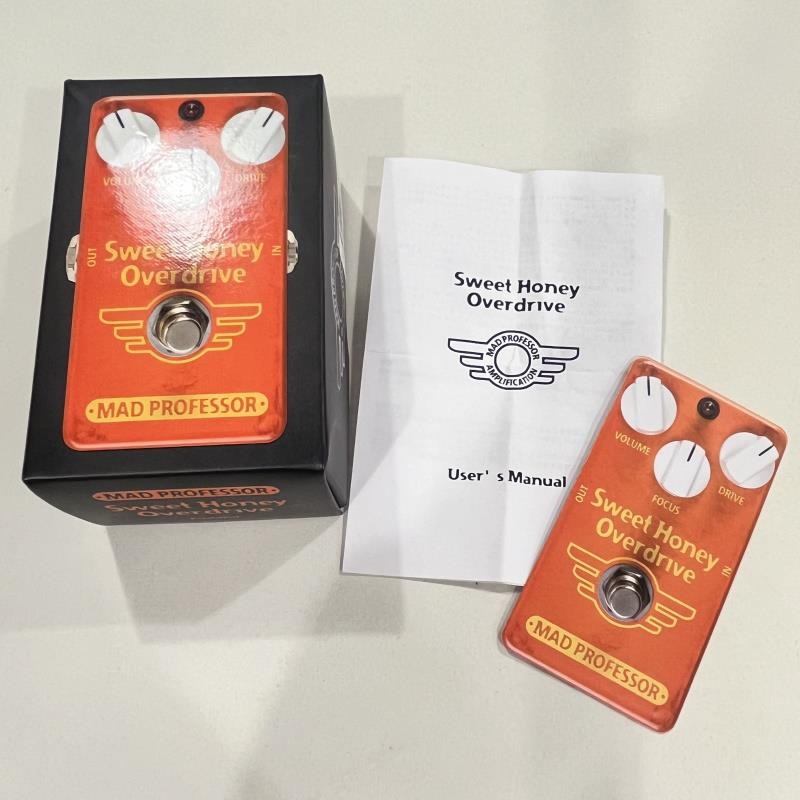 VOLUME
DRIVE
OUT
IN
Sweet Honey
Overdrive
·MAD PROFESSOR·
·MAD PROFESSOR·
Sweet Honey
Overdrive
Sweet Honey
Overdrive
MAD PROFESSOR
AMPLIFICATION
User's Manual
VOLUME
FOCUS
DRIVE
OUT
IN
Sweet Honey
Overdrive
·MAD PROFESSOR·